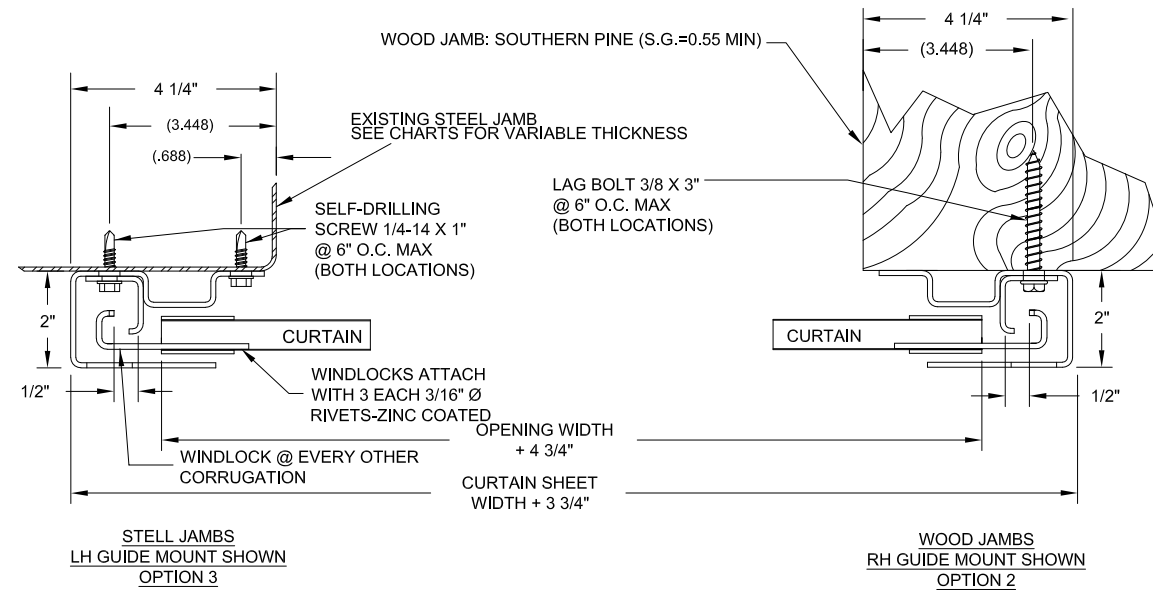 4 1/4"
WOOD JAMB: SOUTHERN PINE (S.G.=0.55 MIN)
(3.448)
4 1/4"
(3.448)
(.688)
EXISTING STEEL JAMB
SEE CHARTS FOR VARIABLE THICKNESS
SELF-DRILLING
SCREW 1/4-14 X 1"
@ 6" O.C. MAX
(BOTH LOCATIONS)
LAG BOLT 3/8 X 3"
@ 6" O.C. MAX
(BOTH LOCATIONS)
2"
CURTAIN
1/2"
WINDLOCKS ATTACH
WITH 3 EACH 3/16" Ø
RIVETS-ZINC COATED
WINDLOCK @ EVERY OTHER
CORRUGATION
CURTAIN
2"
1/2"
OPENING WIDTH
+ 4 3/4"
CURTAIN SHEET
WIDTH + 3 3/4"
STELL JAMBS
LH GUIDE MOUNT SHOWN
OPTION 3
WOOD JAMBS
RH GUIDE MOUNT SHOWN
OPTION 2